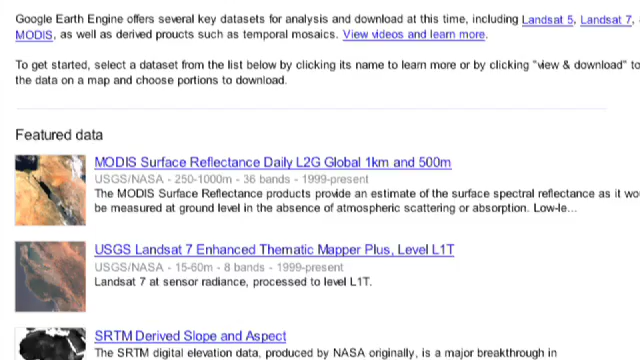 Google Earth Engine offers several key datasets for analysis and download at this time, including Landsat 5, Landsat 7,
MODIS, as well as derived proucts such as temporal mosaics. View videos and learn more.
To get started, select a dataset from the list below by clicking its name to learn more or by clicking "view & download" to
the data on a map and choose portions to download.
Featured data
MODIS Surface Reflectance Daily L2G Global 1km and 500m
USGS/NASA - 250-1000m - 36 bands - 1999-present
The MODIS Surface Reflectance products provide an estimate of the surface spectral reflectance as it wo
be measured at ground level in the absence of atmospheric scattering or absorption. Low-le...
USGS Landsat 7 Enhanced Thematic Mapper Plus, Level L1T
USGS/NASA - 15-60m - 8 bands - 1999-present
Landsat 7 at sensor radiance, processed to level L1T.
SRTM Derived Slope and Aspect
The SRTM digital elevation data, produced by NASA originally, is a major breakthrough in